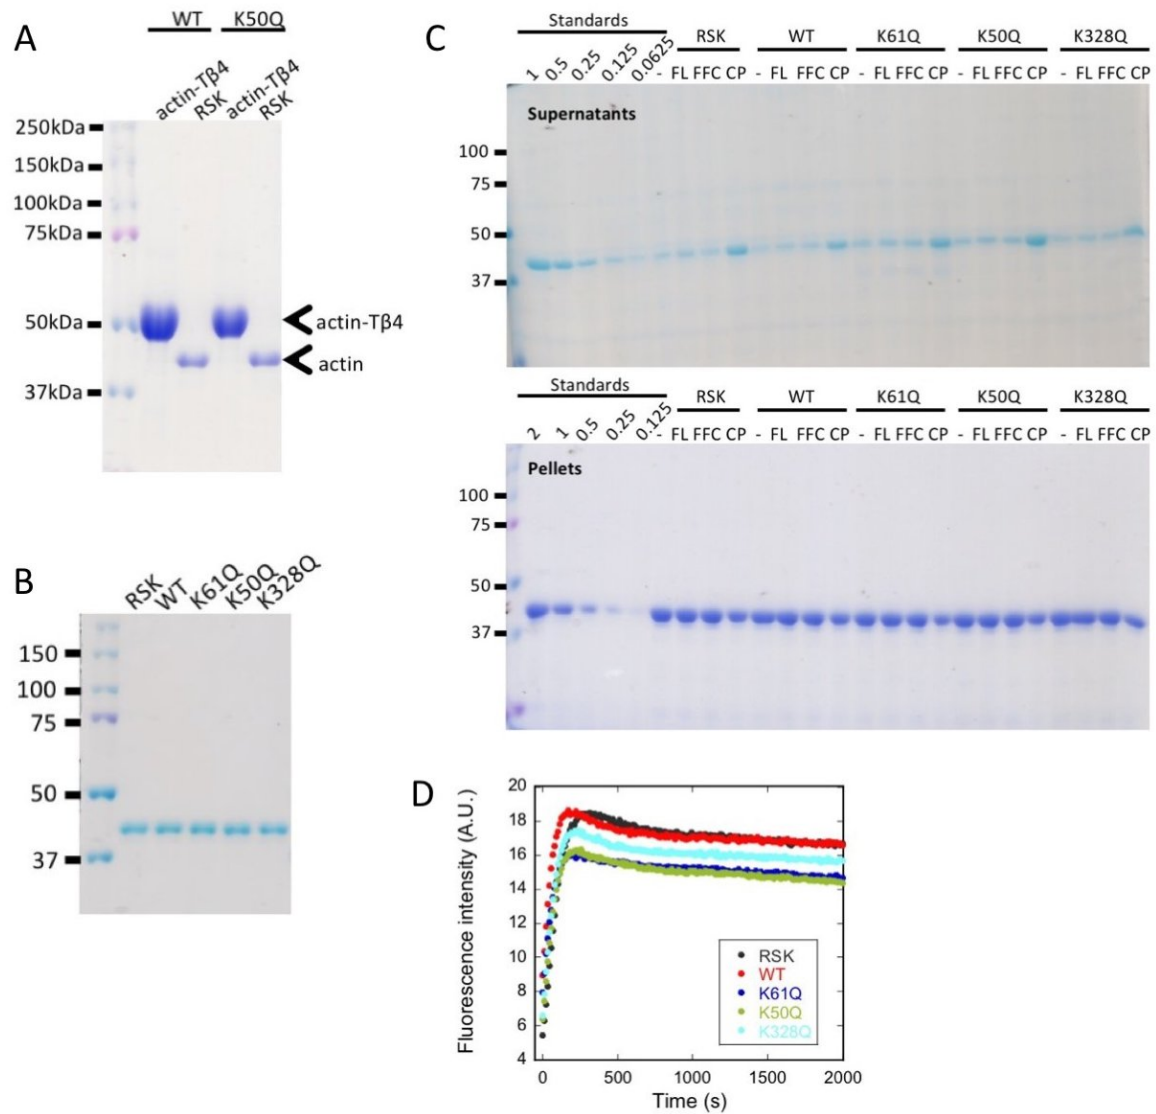 A
WT K50Q
actin-Tβ4
RSK
actin-Tβ4
RSK
250kDa
150kDa
100kDa
75kDa
50kDa
37kDa
actin-Tβ4
actin
B
RSK
WT
K61Q
K50Q
K328Q
150
100
75
50
37
C
Standards
RSK WT K61Q K50Q K328Q
1 0.5 0.25 0.125 0.0625
- FL FFC CP - FL FFC CP - FL FFC CP - FL FFC CP - FL FFC CP
Supernatants
100
75
50
37
Standards
RSK WT K61Q K50Q K328Q
2 1 0.5 0.25 0.125
- FL FFC CP - FL FFC CP - FL FFC CP - FL FFC CP - FL FFC CP
Pellets
100
75
50
37
D
Fluorescence intensity (A.U.)
20
18
16
14
12
10
8
6
4
RSK
WT
K61Q
K50Q
K328Q
0 500 1000 1500 2000
Time (s)